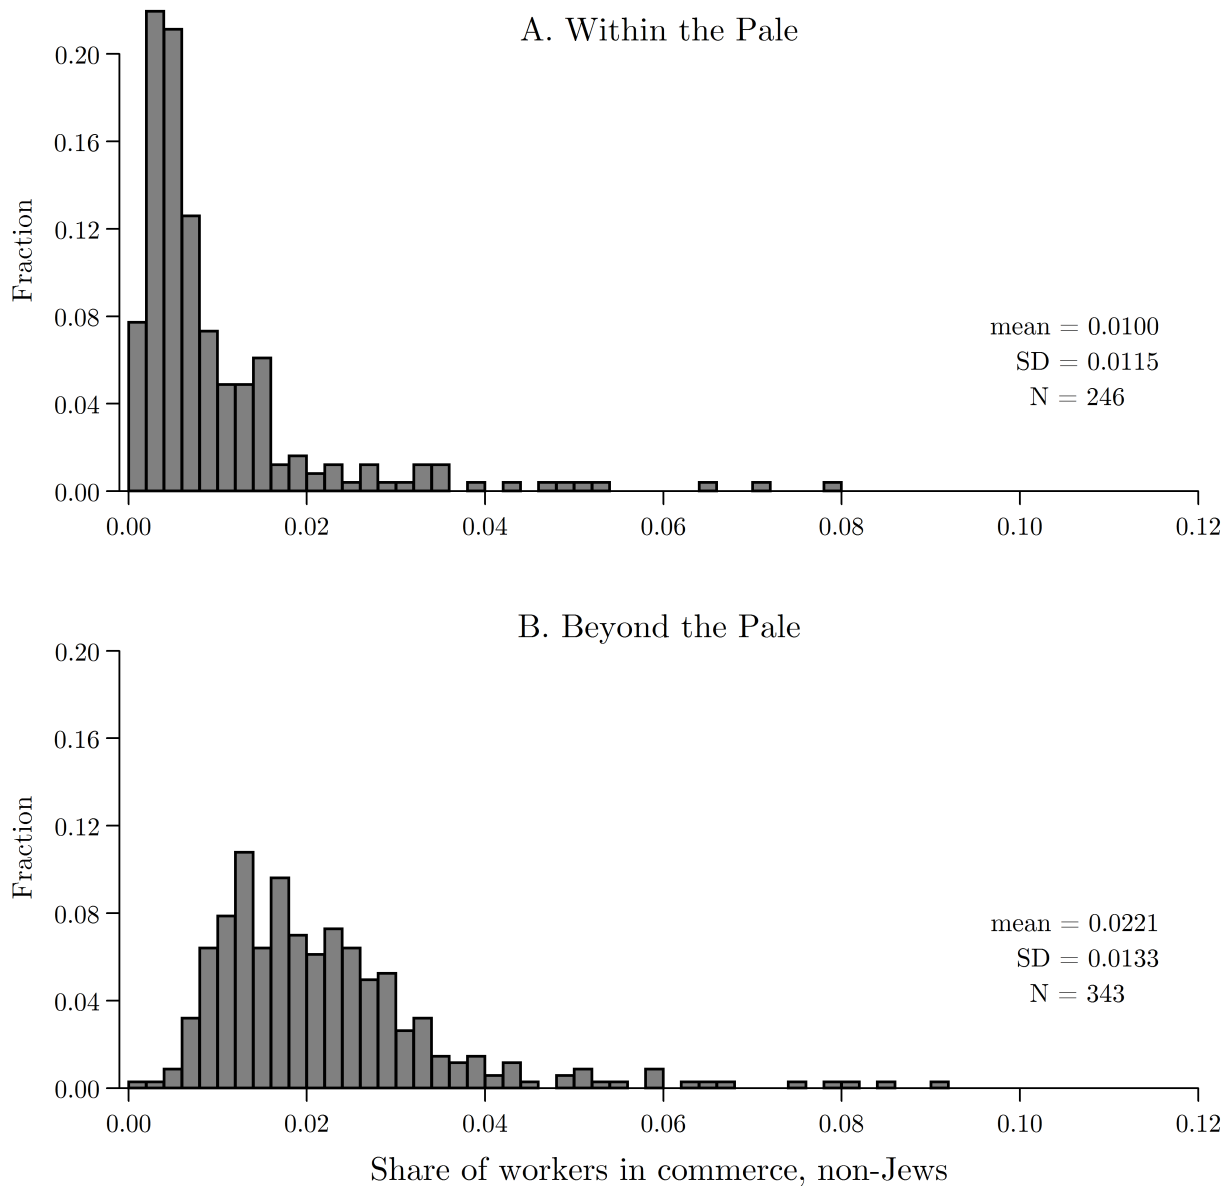 A. Within the Pale
0.20
0.16
0.12
0.08
0.04
0.00
Fraction
mean = 0.0100
SD = 0.0115
N = 246
0.00 0.02 0.04 0.06 0.08 0.10 0.12
B. Beyond the Pale
0.20
0.16
0.12
0.08
0.04
0.00
Fraction
mean = 0.0221
SD = 0.0133
N = 343
0.00 0.02 0.04 0.06 0.08 0.10 0.12
Share of workers in commerce, non-Jews